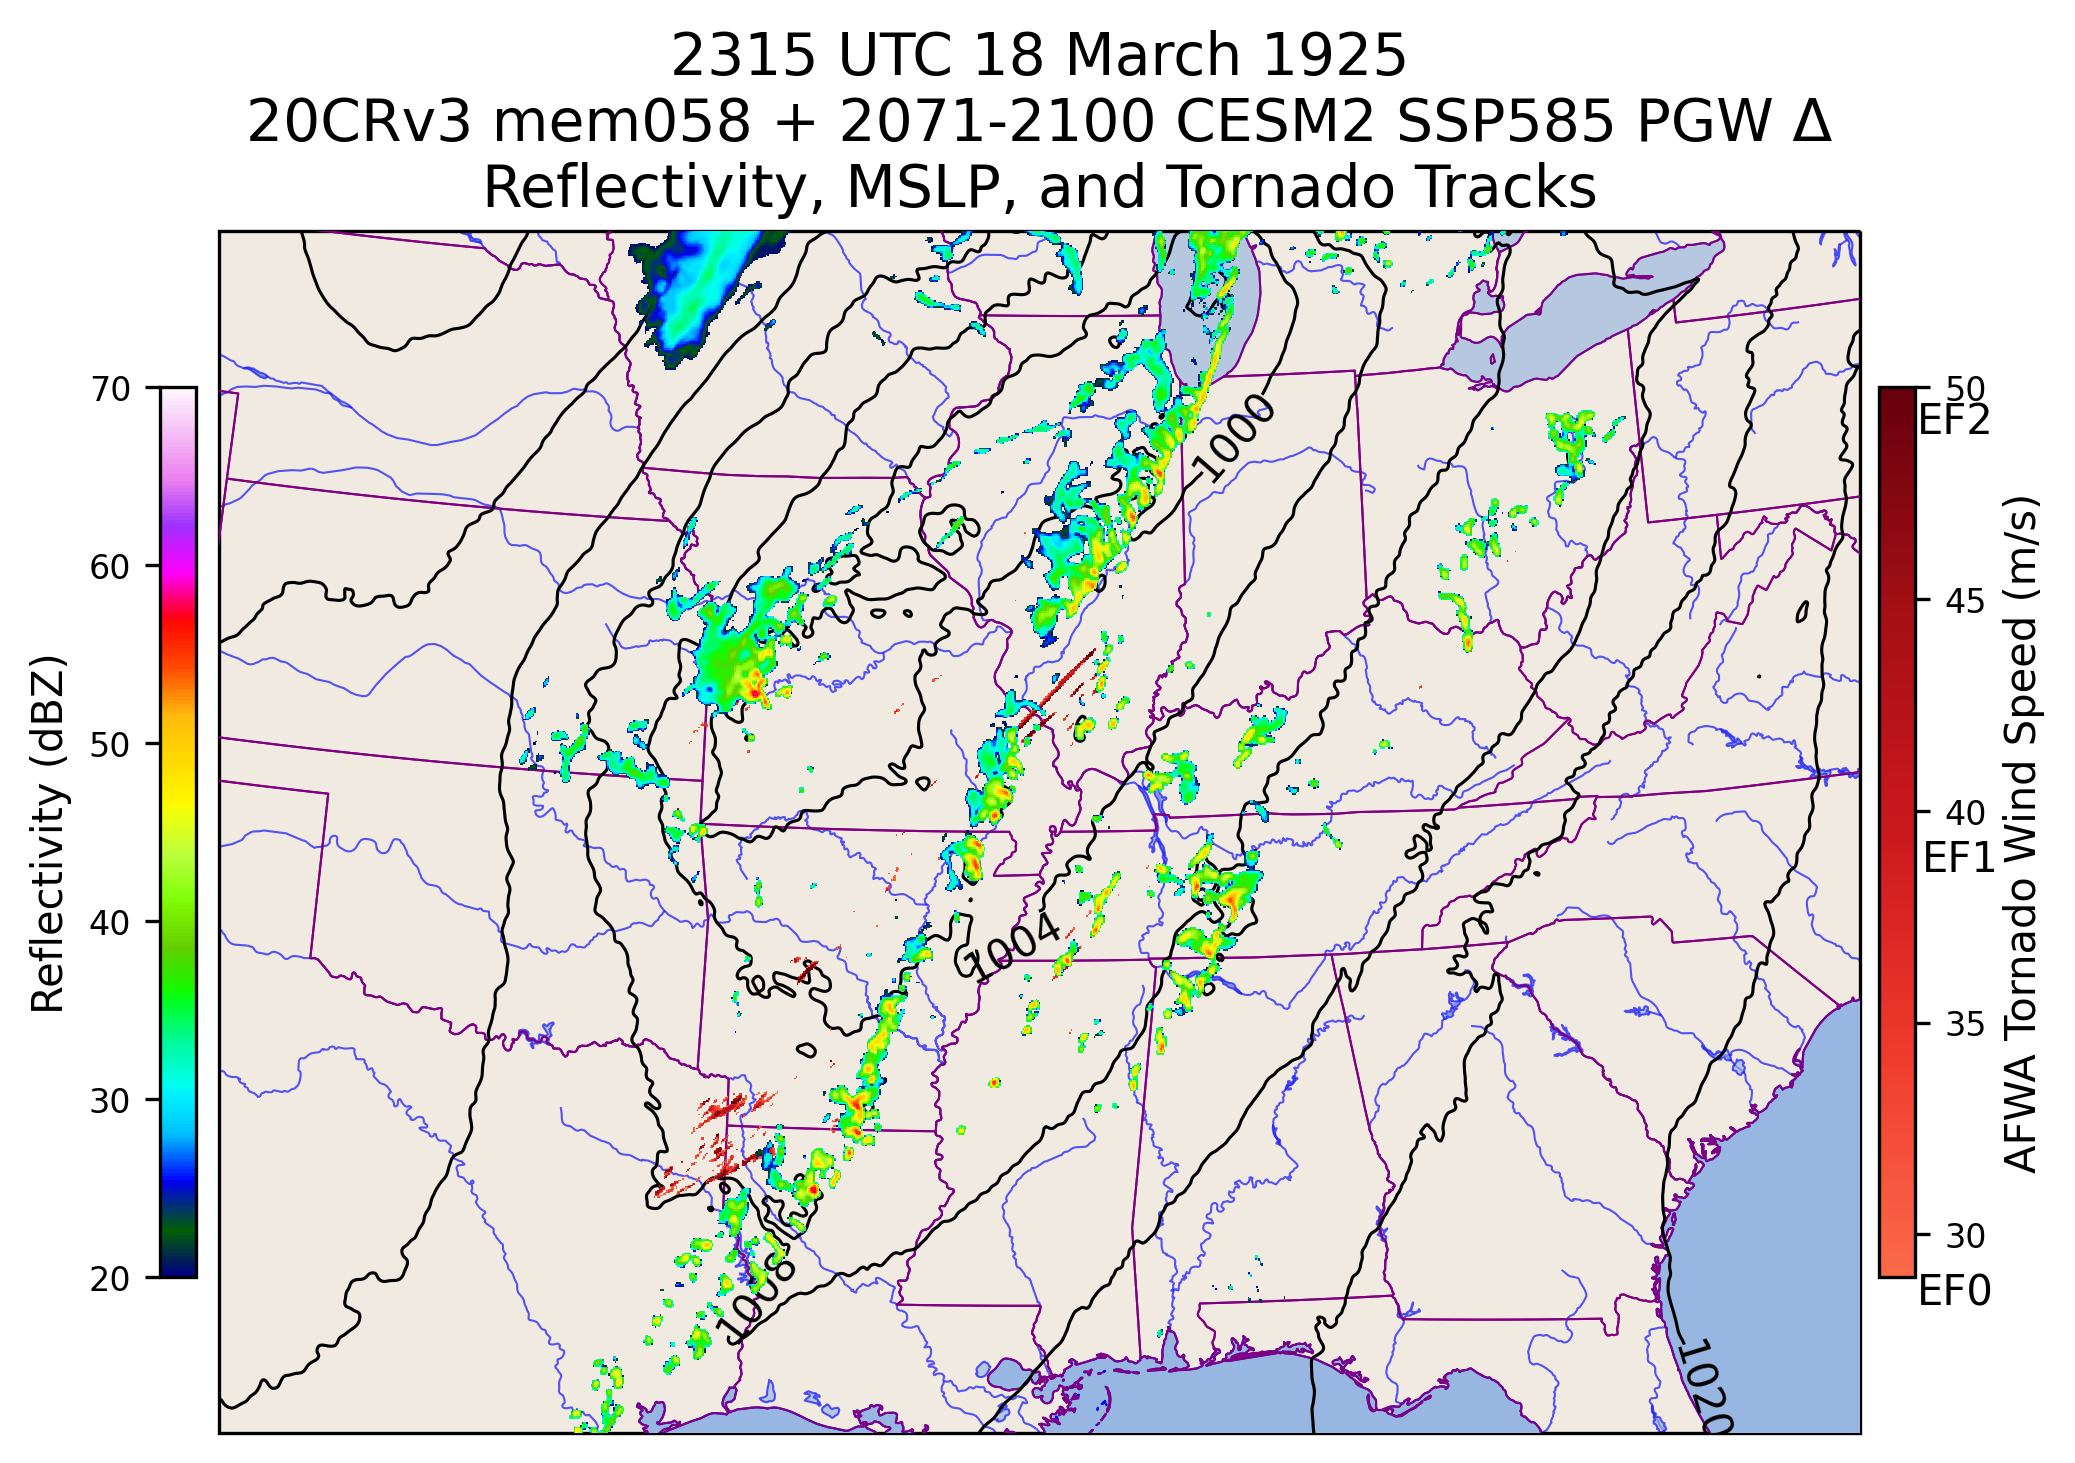 2315 UTC 18 March 1925
20CRv3 mem058 + 2071-2100 CESM2 SSP585 PGW Δ
Reflectivity, MSLP, and Tornado Tracks
70
60
50
40
30
20
Reflectivity (dBZ)
1000
1004
1008
1020
50
EF2
45
40
EF1
35
30
EF0
AFWA Tornado Wind Speed (m/s)